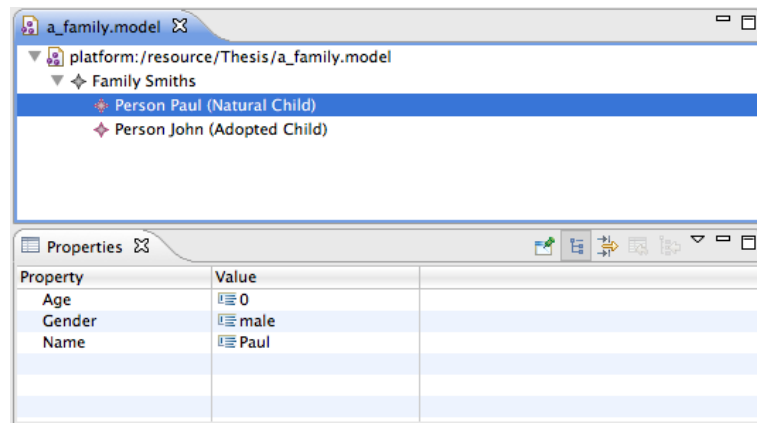 a_family.model
platform:/resource/Thesis/a_family.model
Family Smiths
Person Paul (Natural Child)
Person John (Adopted Child)
Properties
Property Value
Age 0
Gender male
Name Paul